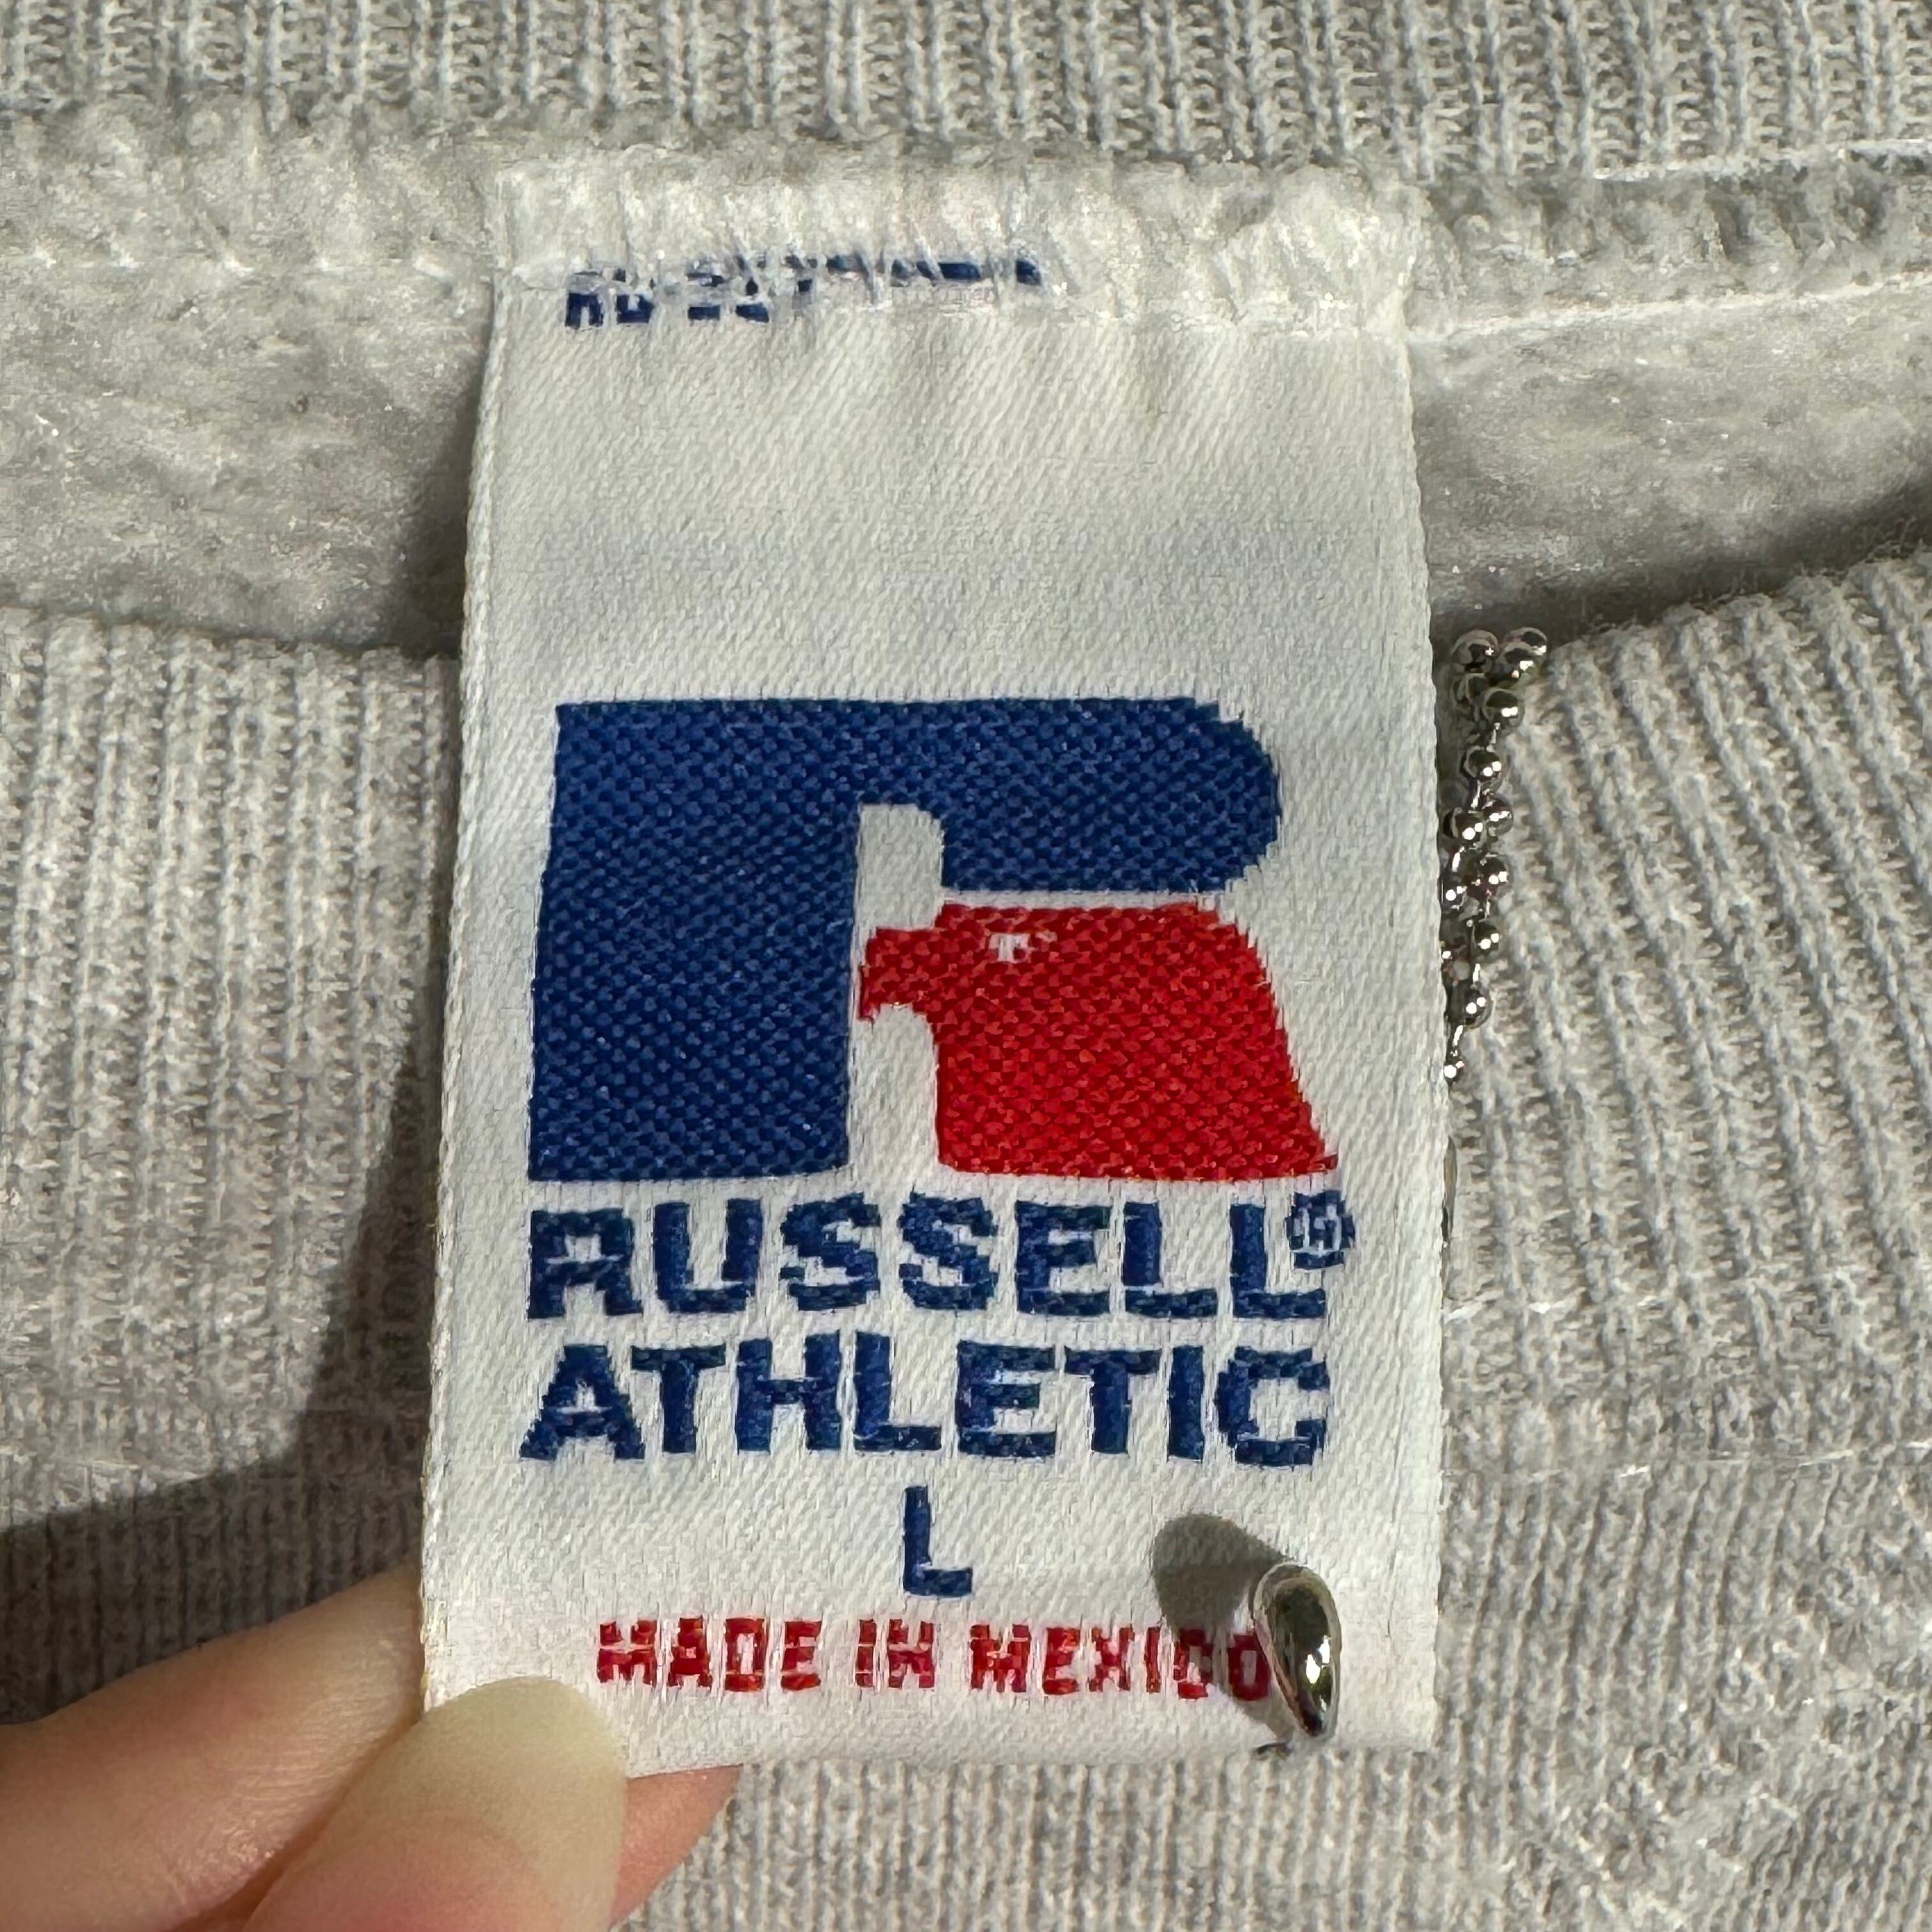 RUSSELL®
ATHLETIC
L
MADE IN MEXICO